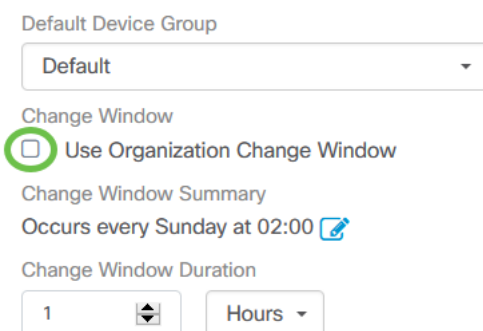 Default Device Group
Default
Change Window
Use Organization Change Window
Change Window Summary
Occurs every Sunday at 02:00
Change Window Duration
1 Hours